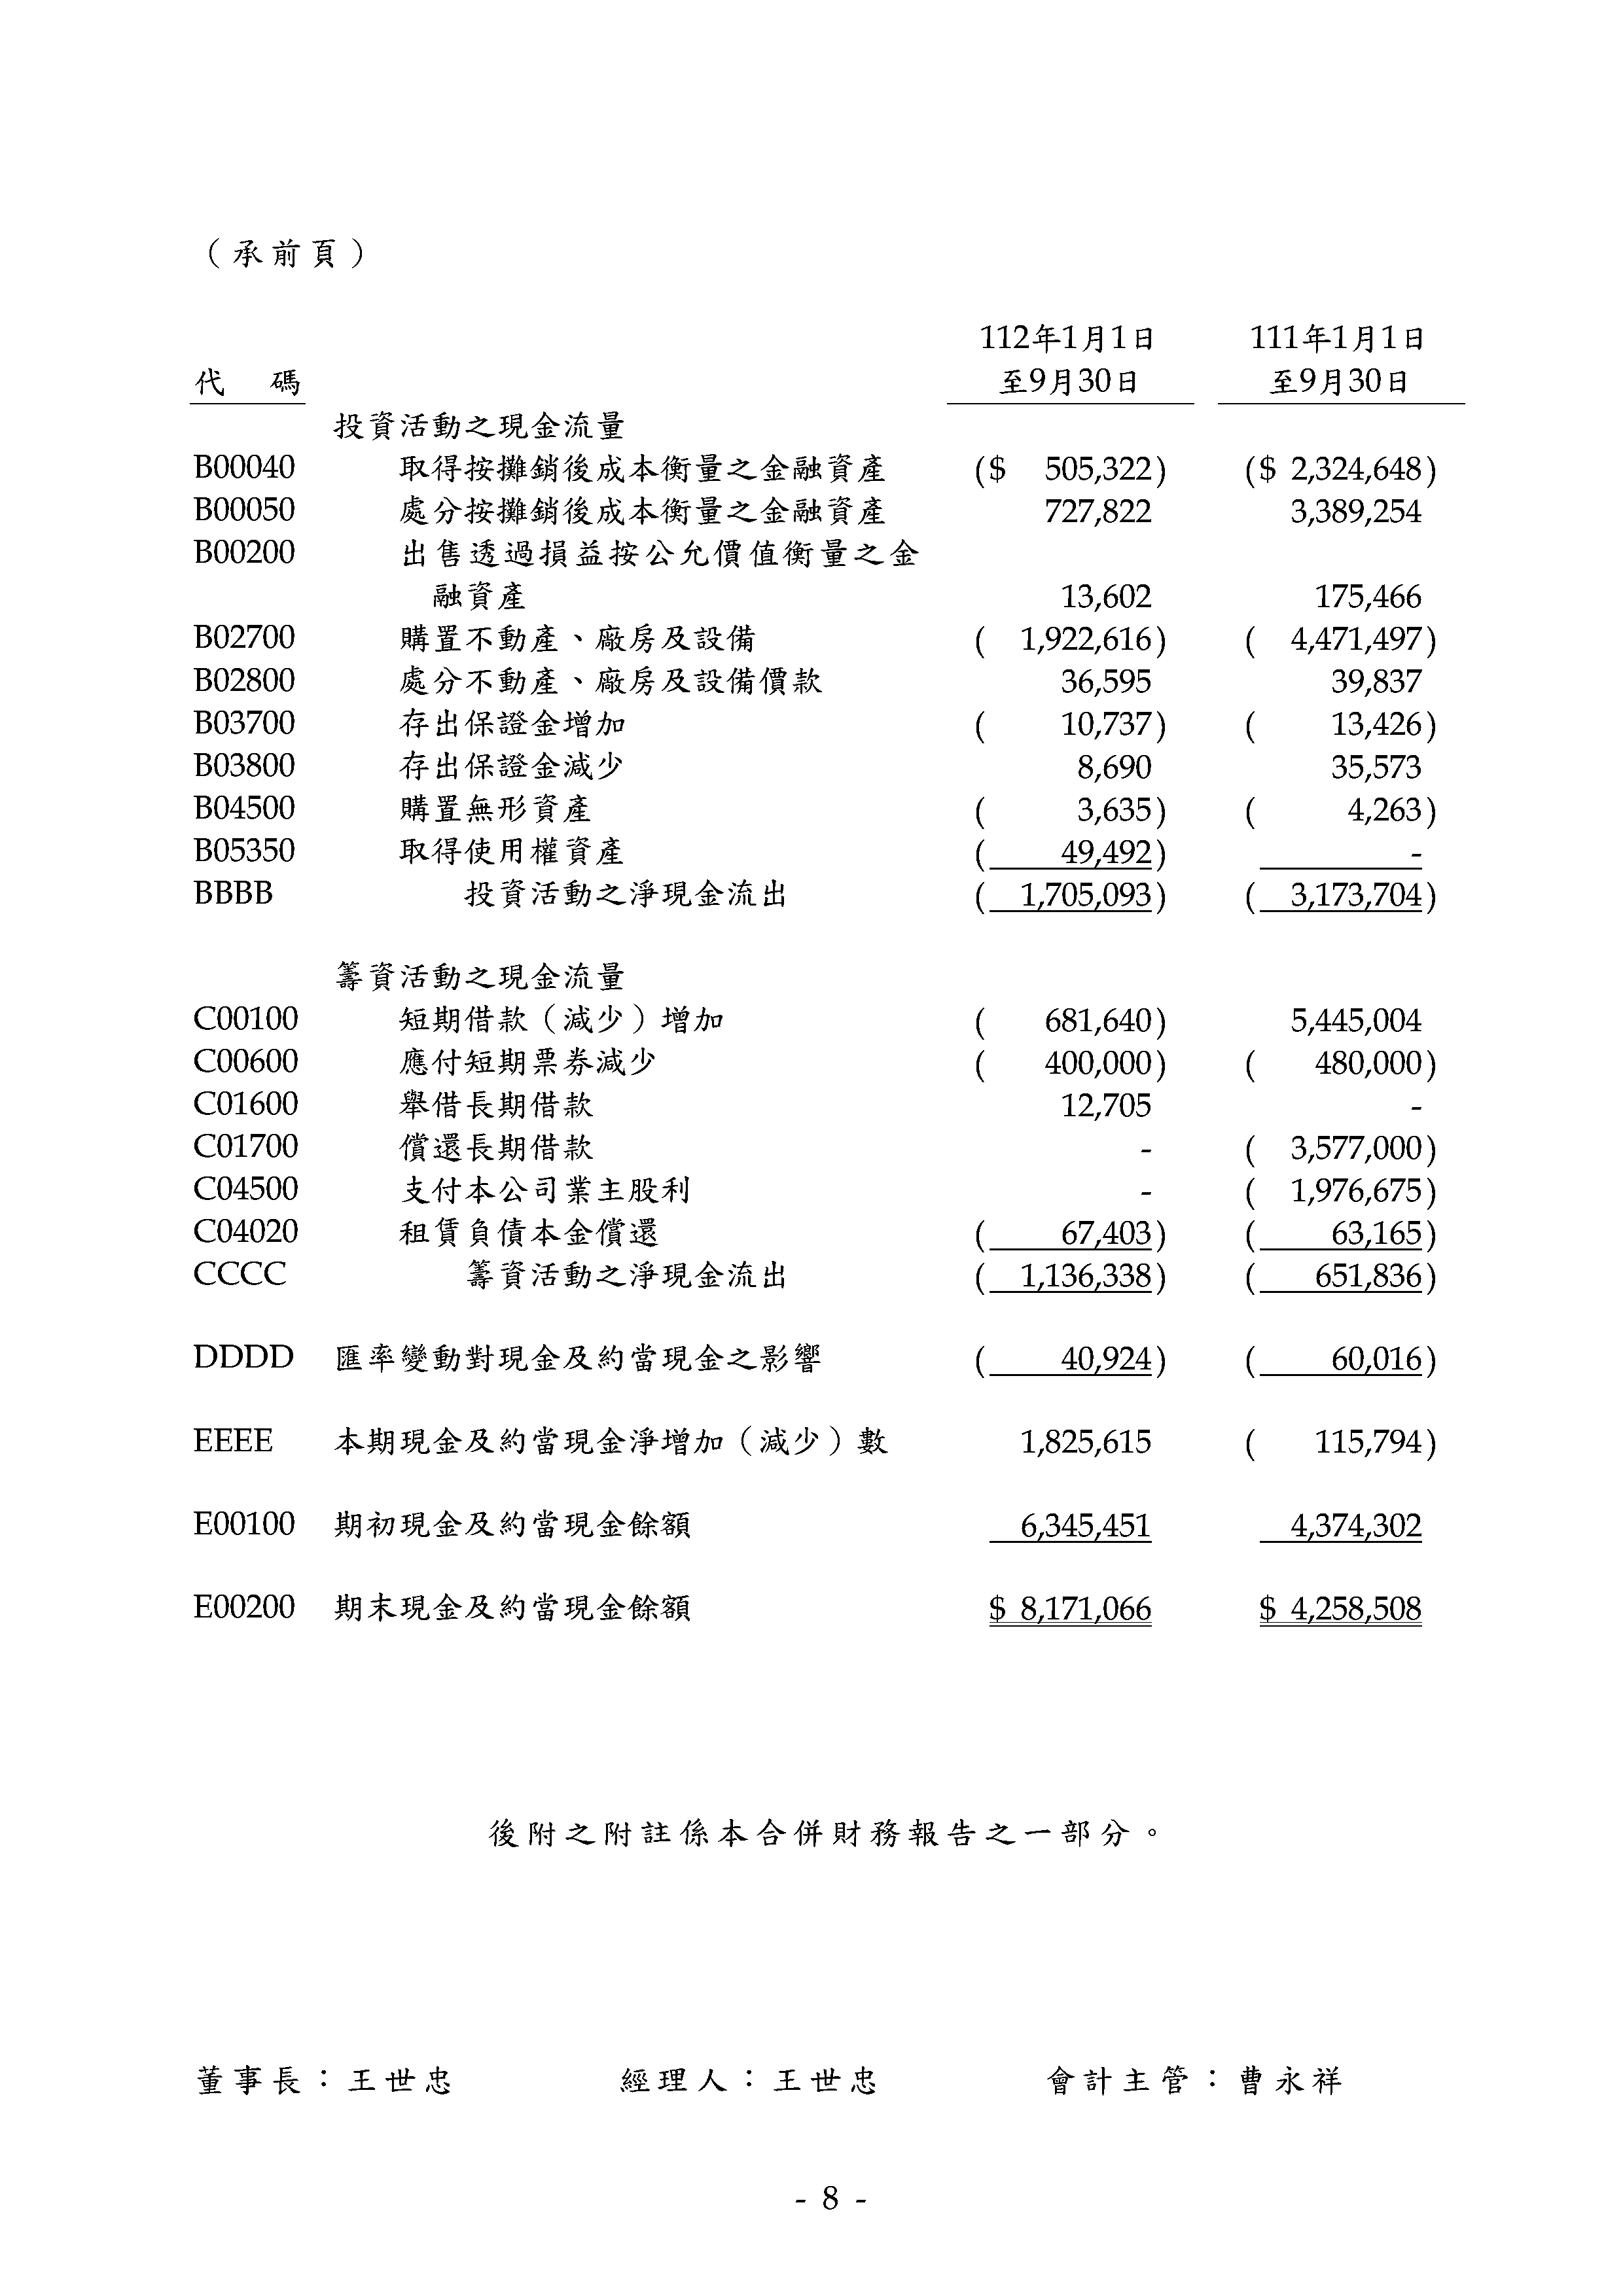 （承前頁）
112年1月1日 111年1月1日
代 碼 至9月30日 至9月30日
投資活動之現金流量
B00040 取得按攤銷後成本衡量之金融資產 ($ 505,322) ($ 2,324,648)
B00050 處分按攤銷後成本衡量之金融資產 727,822 3,389,254
B00200 出售透過損益按公允價值衡量之金
融資產 13,602 175,466
B02700 購置不動產、廠房及設備 ( 1,922,616) ( 4,471,497)
B02800 處分不動產、廠房及設備價款 36,595 39,837
B03700 存出保證金增加 ( 10,737) ( 13,426)
B03800 存出保證金減少 8,690 35,573
B04500 購置無形資產 ( 3,635) ( 4,263)
B05350 取得使用權資產 ( 49,492) -
BBBB 投資活動之淨現金流出 ( 1,705,093) ( 3,173,704)
籌資活動之現金流量
C00100 短期借款（減少）增加 ( 681,640) 5,445,004
C00600 應付短期票券減少 ( 400,000) ( 480,000)
C01600 舉借長期借款 12,705 -
C01700 償還長期借款 - ( 3,577,000)
C04500 支付本公司業主股利 - ( 1,976,675)
C04020 租賃負債本金償還 ( 67,403) ( 63,165)
CCCC 籌資活動之淨現金流出 ( 1,136,338) ( 651,836)
DDDD 匯率變動對現金及約當現金之影響 ( 40,924) ( 60,016)
EEEE 本期現金及約當現金淨增加（減少）數 1,825,615 ( 115,794)
E00100 期初現金及約當現金餘額 6,345,451 4,374,302
E00200 期末現金及約當現金餘額 $ 8,171,066 $ 4,258,508
後附之附註係本合併財務報告之一部分。
董事長：王世忠 經理人：王世忠 會計主管：曹永祥
- 8 -